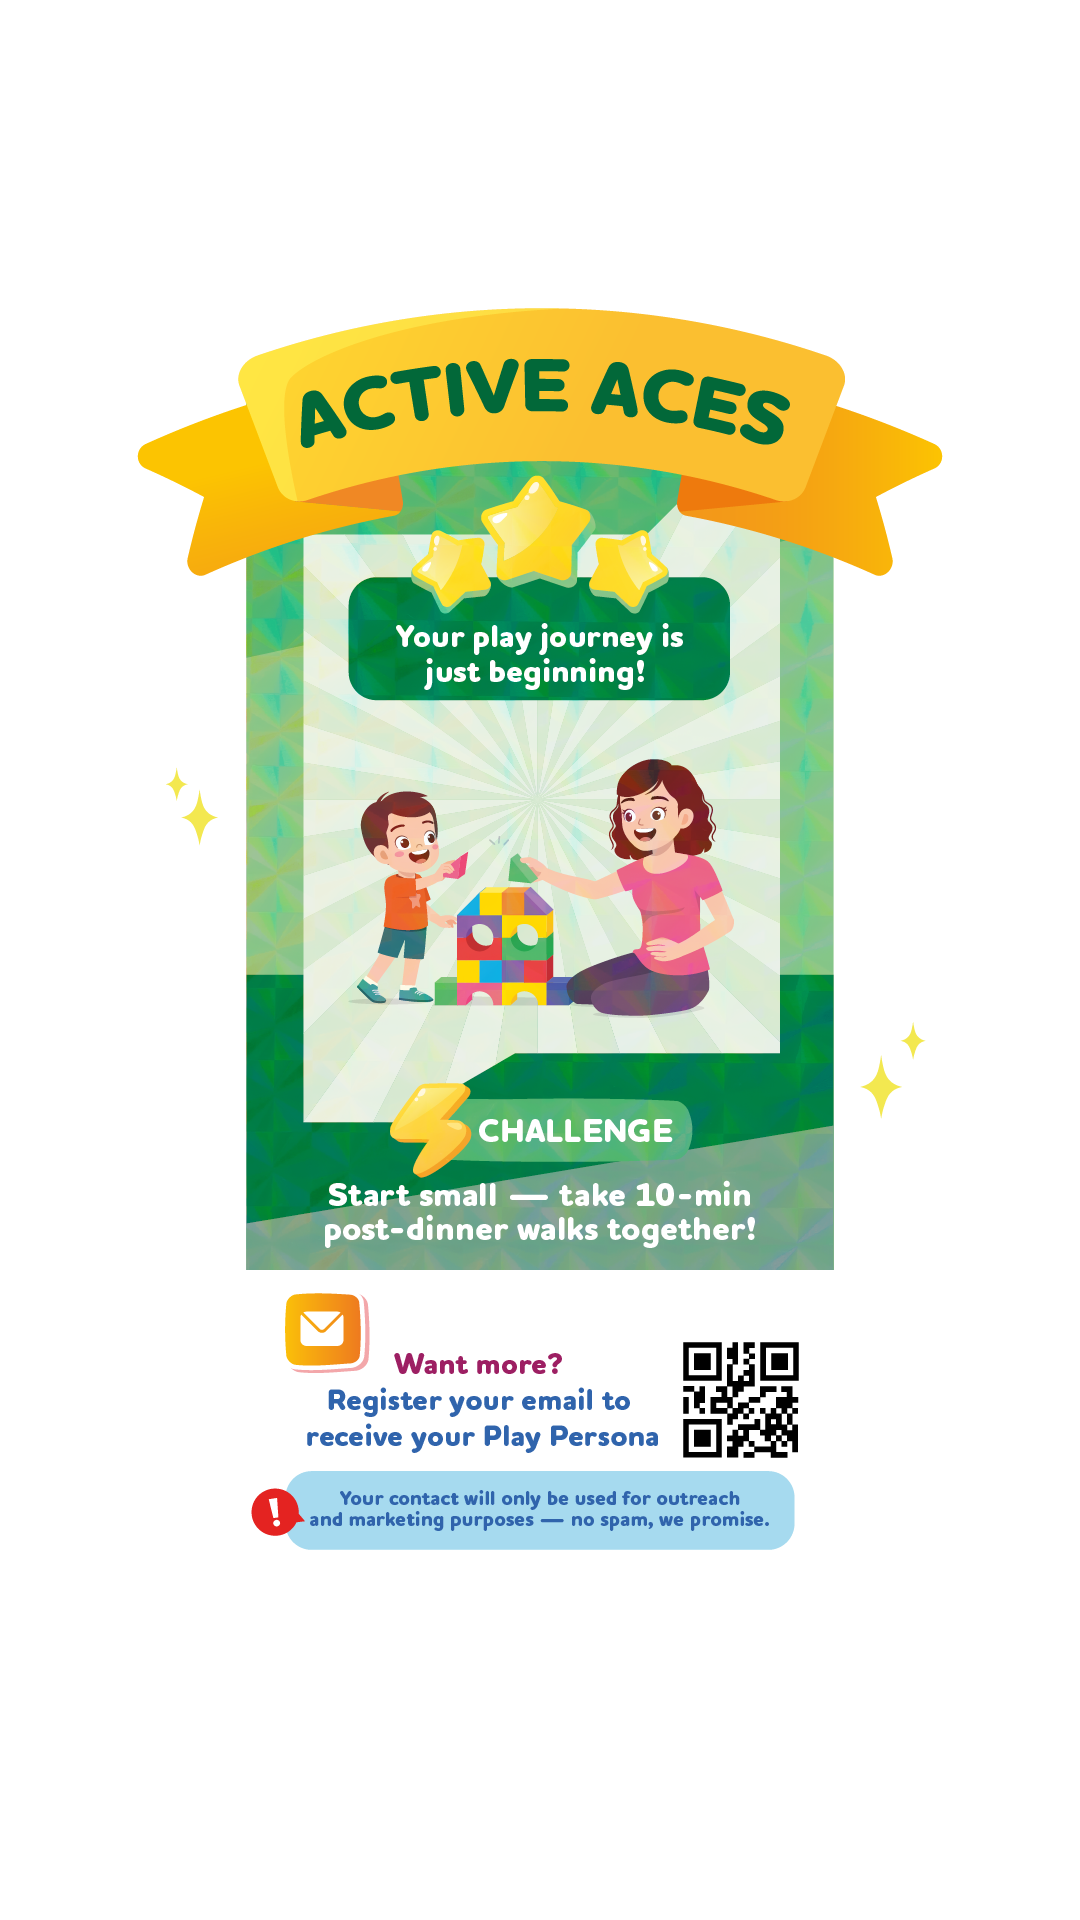 ACTIVE ACES
Your play journey is
just beginning!
CHALLENGE
Start small — take 10-min
post-dinner walks together!
Want more?
Register your email to
receive your Play Persona
!
Your contact will only be used for outreach
and marketing purposes — no spam, we promise.